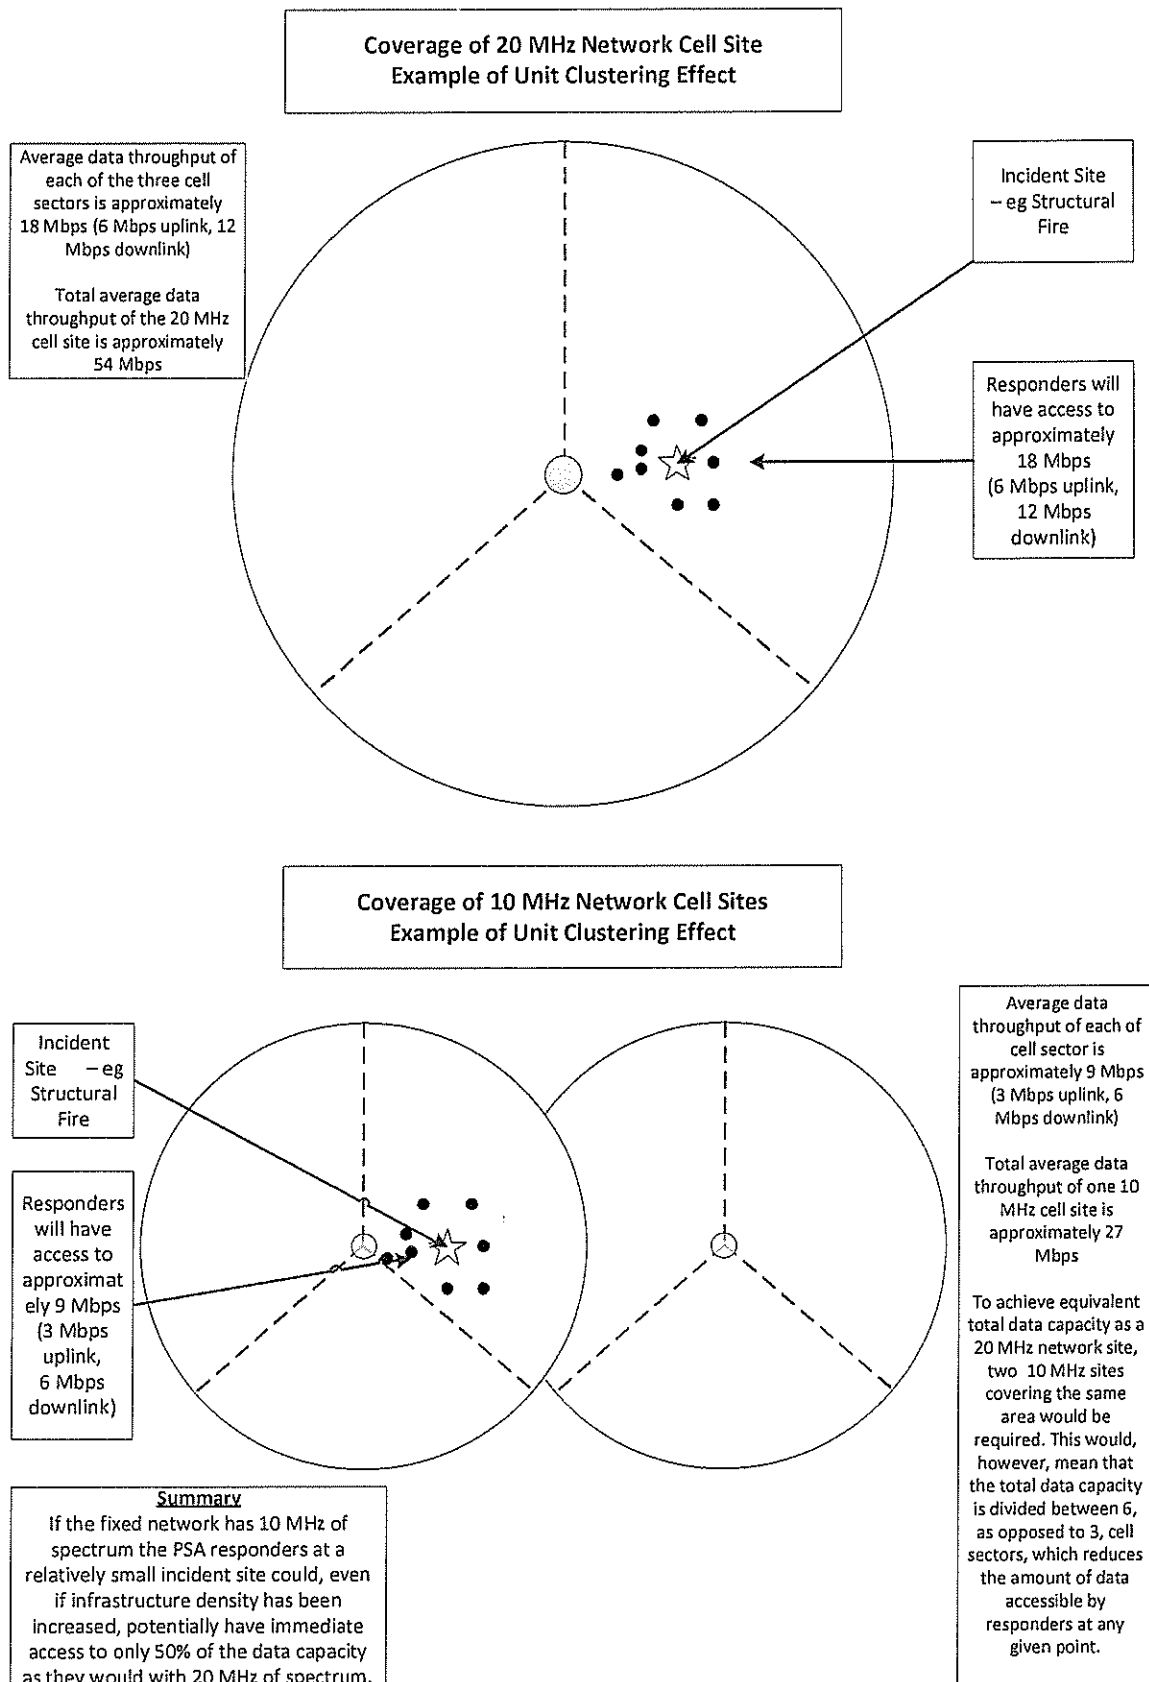 Coverage of 20 MHz Network Cell Site
Example of Unit Clustering Effect
Average data throughput of
each of the three cell
sectors is approximately
18 Mbps (6 Mbps uplink, 12
Mbps downlink)
Total average data
throughput of the 20 MHz
cell site is approximately
54 Mbps
Incident Site
– eg Structural
Fire
Responders will
have access to
approximately
18 Mbps
(6 Mbps uplink,
12 Mbps
downlink)
Coverage of 10 MHz Network Cell Sites
Example of Unit Clustering Effect
Incident
Site – eg
Structural
Fire
Responders
will have
access to
approximat
ely 9 Mbps
(3 Mbps
uplink,
6 Mbps
downlink)
Average data
throughput of each of
cell sector is
approximately 9 Mbps
(3 Mbps uplink, 6
Mbps downlink)
Total average data
throughput of one 10
MHz cell site is
approximately 27
Mbps
To achieve equivalent
total data capacity as a
20 MHz network site,
two 10 MHz sites
covering the same
area would be
required. This would,
however, mean that
the total data capacity
is divided between 6,
as opposed to 3, cell
sectors, which reduces
the amount of data
accessible by
responders at any
given point.
Summary
If the fixed network has 10 MHz of
spectrum the PSA responders at a
relatively small incident site could, even
if infrastructure density has been
increased, potentially have immediate
access to only 50% of the data capacity
as they would with 20 MHz of spectrum.